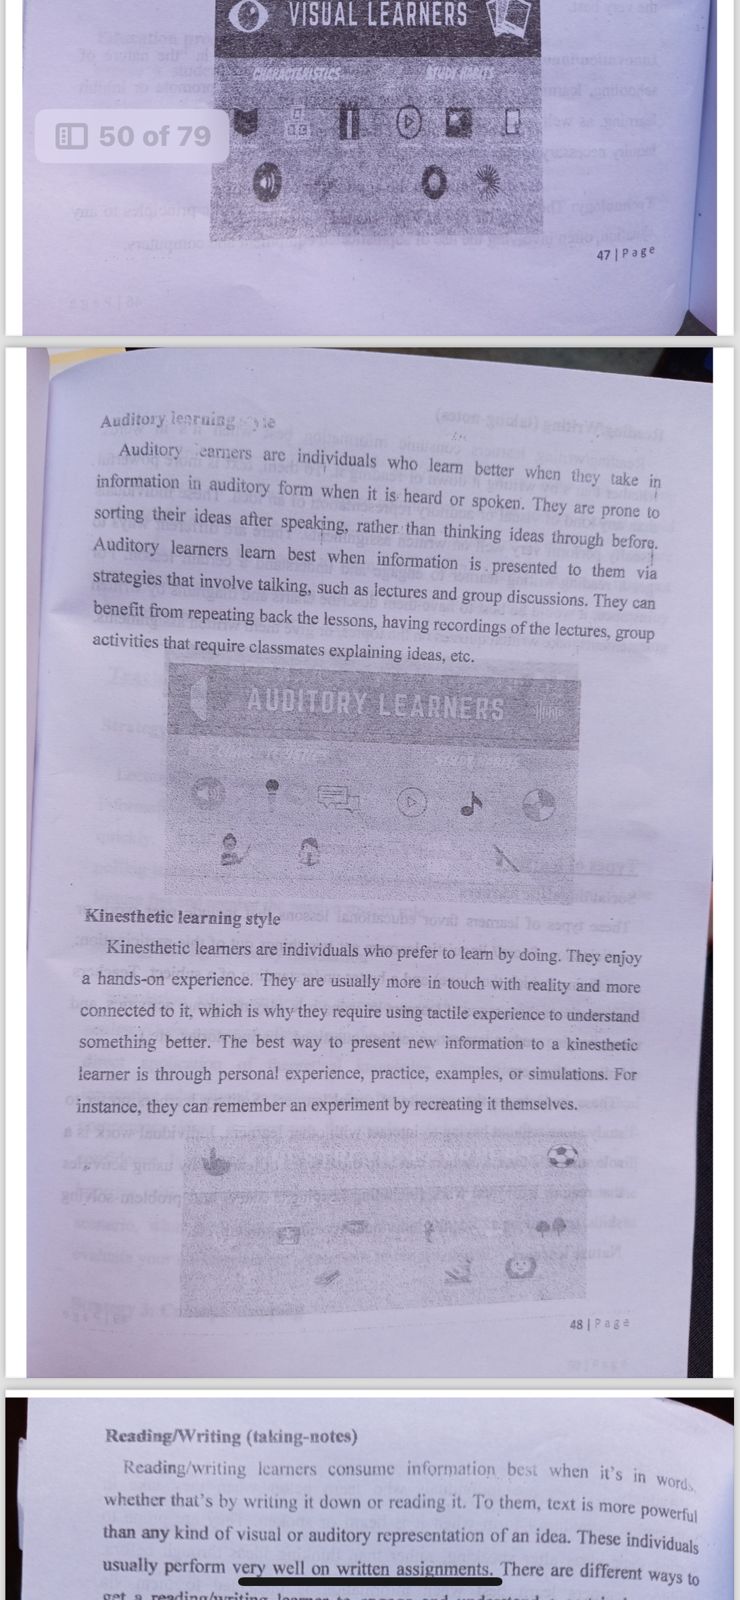 VISUAL LEARNERS
CHARACTERISTICS STUDY HABITS
50 of 79
47 | Page
Auditory learning style
Auditory learners are individuals who learn better when they take in
information in auditory form when it is heard or spoken. They are prone to
sorting their ideas after speaking, rather than thinking ideas through before.
Auditory learners learn best when information is presented to them via
strategies that involve talking, such as lectures and group discussions. They can
benefit from repeating back the lessons, having recordings of the lectures, group
activities that require classmates explaining ideas, etc.
AUDITORY LEARNERS
CHARACTERISTICS STUDY HABITS
Kinesthetic learning style
Kinesthetic learners are individuals who prefer to learn by doing. They enjoy
a hands-on experience. They are usually more in touch with reality and more
connected to it, which is why they require using tactile experience to understand
something better. The best way to present new information to a kinesthetic
learner is through personal experience, practice, examples, or simulations. For
instance, they can remember an experiment by recreating it themselves.
48 | Page
Reading/Writing (taking-notes)
Reading/writing learners consume information best when it's in words,
whether that's by writing it down or reading it. To them, text is more powerful
than any kind of visual or auditory representation of an idea. These individuals
usually perform very well on written assignments. There are different ways to
get a reading/writing learner to